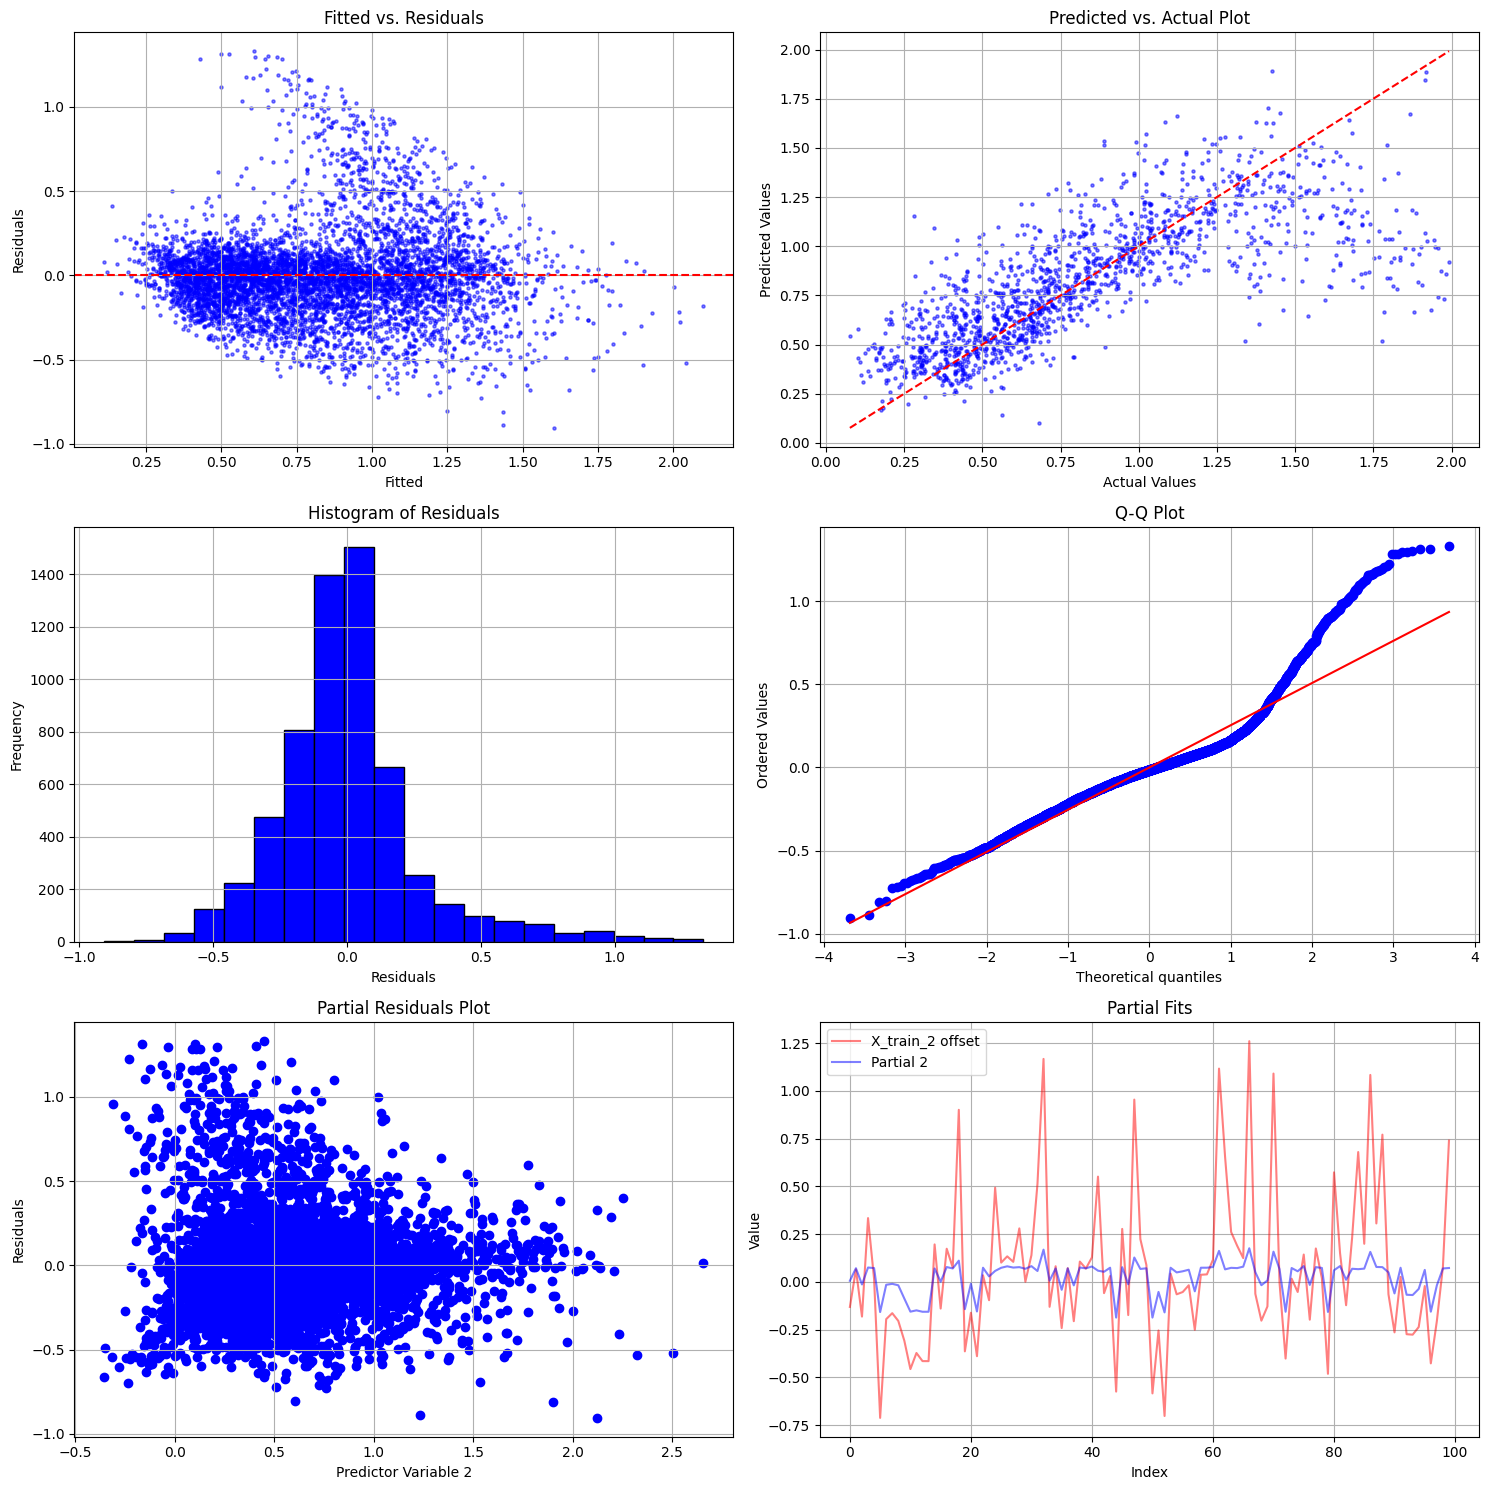 Fitted vs. Residuals
Residuals
1.0
0.5
0.0
−0.5
−1.0
0.25 0.50 0.75 1.00 1.25 1.50 1.75 2.00
Fitted
Predicted vs. Actual Plot
Predicted Values
2.00
1.75
1.50
1.25
1.00
0.75
0.50
0.25
0.00
0.00 0.25 0.50 0.75 1.00 1.25 1.50 1.75 2.00
Actual Values
Histogram of Residuals
Frequency
1400
1200
1000
800
600
400
200
0
−1.0 −0.5 0.0 0.5 1.0
Residuals
Q-Q Plot
Ordered Values
1.0
0.5
0.0
−0.5
−1.0
−4 −3 −2 −1 0 1 2 3 4
Theoretical quantiles
Partial Residuals Plot
Residuals
1.0
0.5
0.0
−0.5
−1.0
−0.5 0.0 0.5 1.0 1.5 2.0 2.5
Predictor Variable 2
Partial Fits
X_train_2 offset
Partial 2
Value
1.25
1.00
0.75
0.50
0.25
0.00
−0.25
−0.50
−0.75
0 20 40 60 80 100
Index